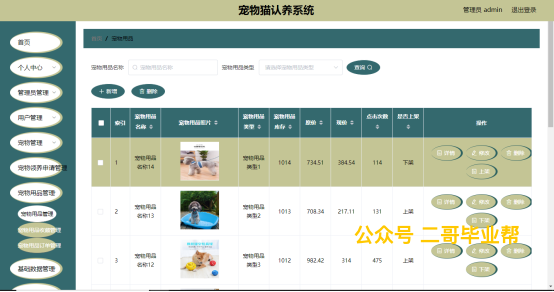 宠物猫认养系统
管理员 admin 退出登录
首页
个人中心
管理员管理
用户管理
宠物管理
宠物领养申请管理
宠物用品管理
宠物用品管理
宠物用品收藏管理
宠物用品订单管理
基础数据管理
首页 / 宠物用品
宠物用品名称 宠物用品名称 宠物用品类型 请选择宠物用品类型 查询
新增 删除
索引 宠物用品名称 宠物用品照片 宠物用品类型 宠物用品库存 原价 现价 点击次数 是否上架 操作
1 宠物用品名称14 宠物用品类型1 1014 734.51 384.54 114 下架 详情 修改 删除
上架
2 宠物用品名称13 宠物用品类型2 1013 708.34 217.11 131 上架 详情 修改 删除
下架
公众号 二哥毕业帮
3 宠物用品名称12 宠物用品类型3 1012 982.42 314 475 上架 详情 修改 删除
下架